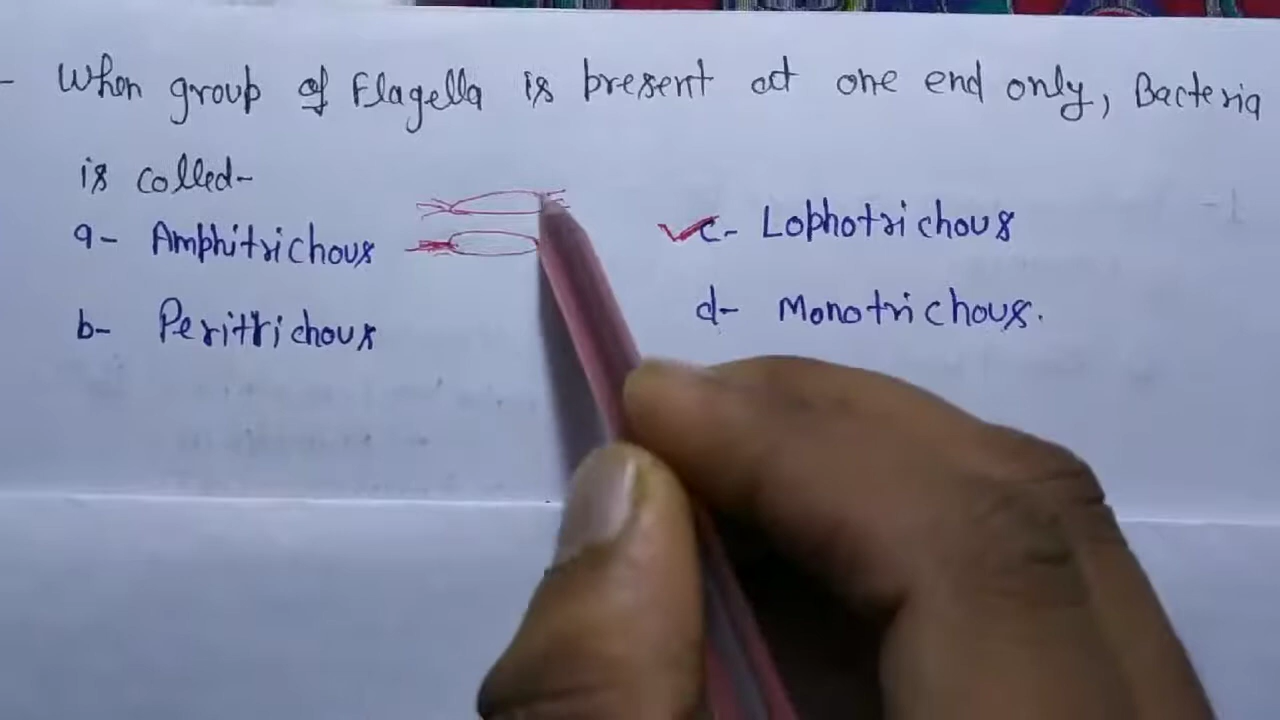 - When group of Flagella is present at one end only, Bacteria
is called-
a- Amphitrichous
c- Lophotrichous
b- Peritrichous
d- Monotrichous.